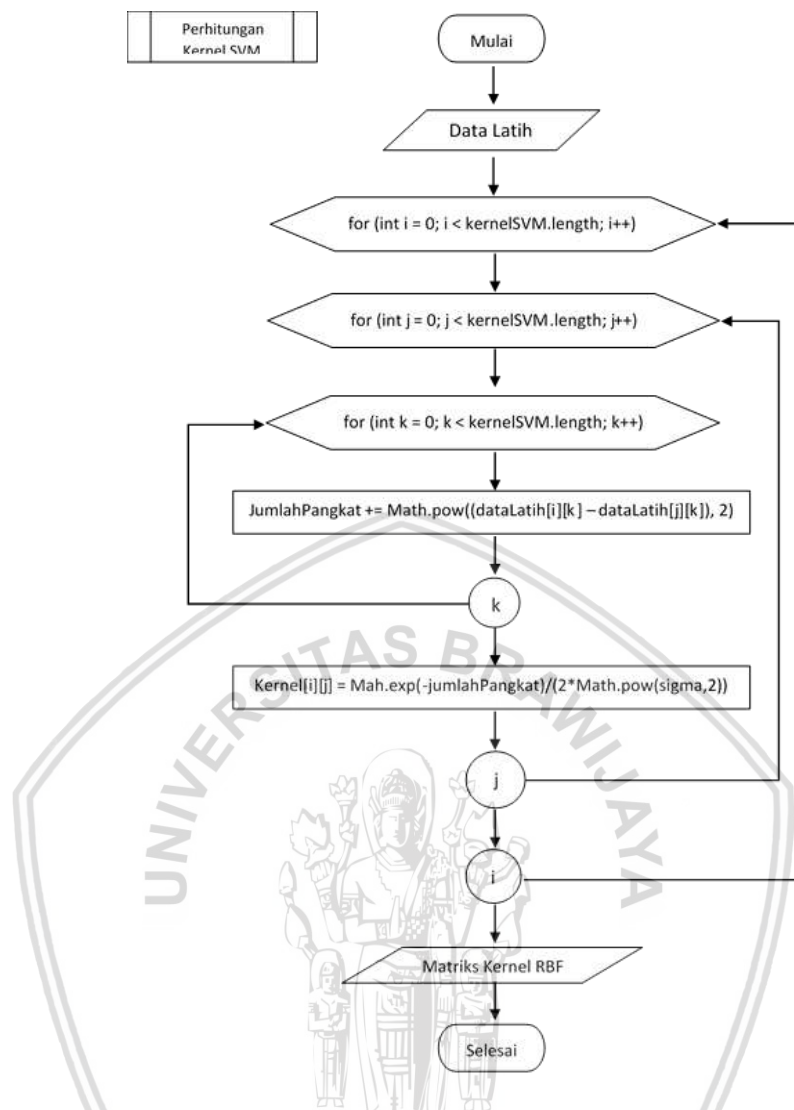 Perhitungan
Kernel SVM
Mulai
Data Latih
for (int i = 0; i < kernelSVM.length; i++)
for (int j = 0; j < kernelSVM.length; j++)
for (int k = 0; k < kernelSVM.length; k++)
JumlahPangkat += Math.pow((dataLatih[i][k] – dataLatih[j][k]), 2)
k
Kernel[i][j] = Mah.exp(-jumlahPangkat)/(2*Math.pow(sigma,2))
j
i
Matriks Kernel RBF
Selesai
UNIVERSITAS BRAWIJAYA